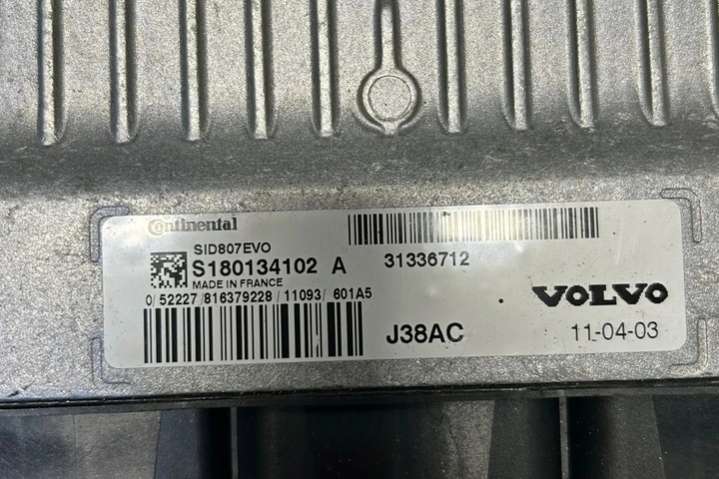 Continental
SID807EVO
S180134102 A
MADE IN FRANCE
0/52227/816379228/11093/601A5
31336712
VOLVO
J38AC
11-04-03